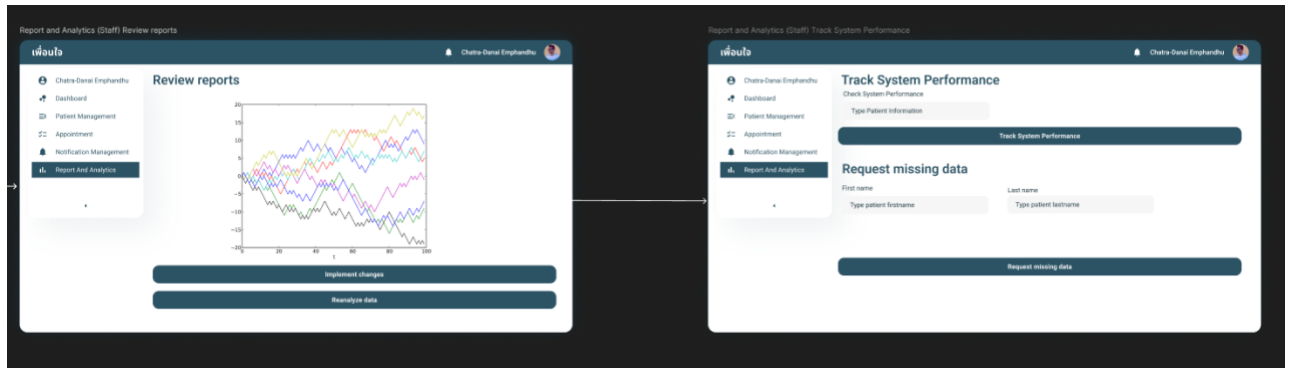 Report and Analytics (Staff) Review reports
เพื่อนใจ
Chatra-Danai Emphandhu
Chatra-Danai Emphandhu
Dashboard
Patient Management
Appointment
Notification Management
Report And Analytics
Review reports
20
15
10
5
0
−5
−10
−15
−20
0 20 40 60 80 100
t
Implement changes
Reanalyze data
Report and Analytics (Staff) Track System Performance
เพื่อนใจ
Chatra-Danai Emphandhu
Chatra-Danai Emphandhu
Dashboard
Patient Management
Appointment
Notification Management
Report And Analytics
Track System Performance
Check System Performance
Type Patient Information
Track System Performance
Request missing data
First name Last name
Type patient firstname Type patient lastname
Request missing data